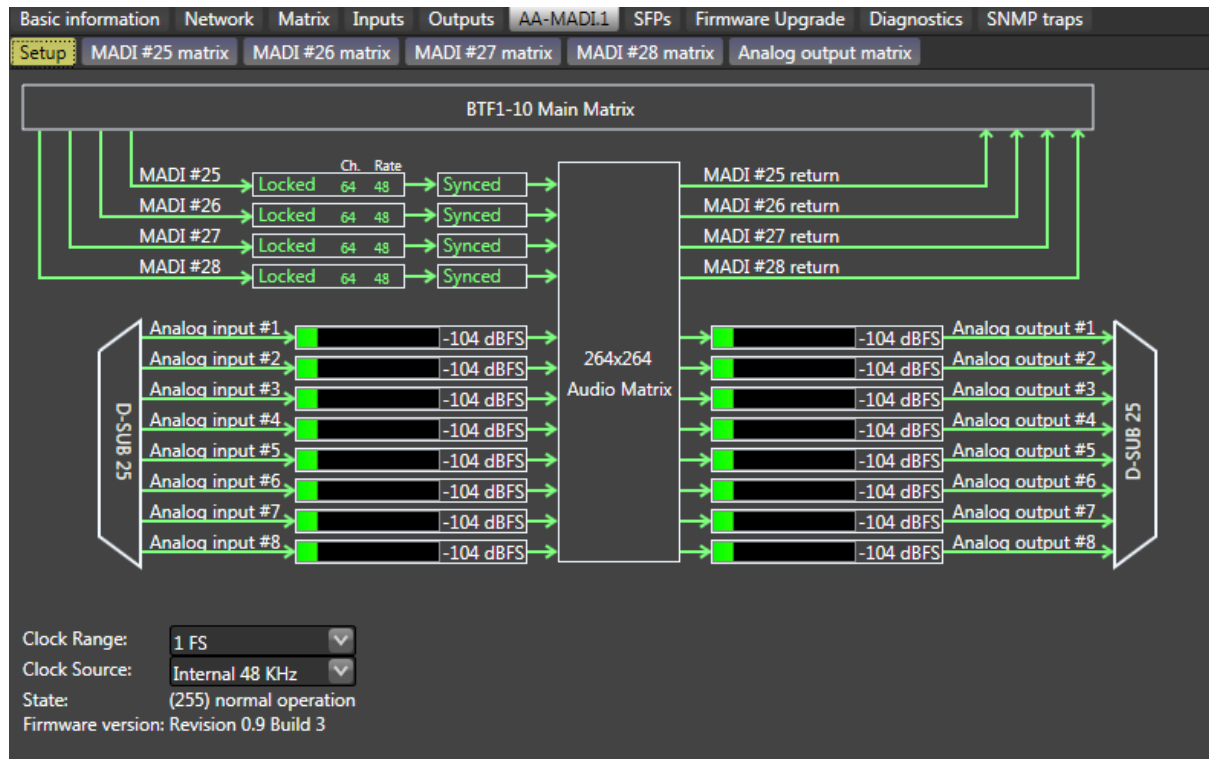 Basic information Network Matrix Inputs Outputs AA-MADI.1 SFPs Firmware Upgrade Diagnostics SNMP traps
Setup MADI #25 matrix MADI #26 matrix MADI #27 matrix MADI #28 matrix Analog output matrix
BTF1-10 Main Matrix
Ch. Rate
MADI #25 Locked 64 48 Synced MADI #25 return
MADI #26 Locked 64 48 Synced MADI #26 return
MADI #27 Locked 64 48 Synced MADI #27 return
MADI #28 Locked 64 48 Synced MADI #28 return
D-SUB 25
Analog input #1 -104 dBFS -104 dBFS Analog output #1
Analog input #2 -104 dBFS -104 dBFS Analog output #2
Analog input #3 -104 dBFS -104 dBFS Analog output #3
Analog input #4 -104 dBFS -104 dBFS Analog output #4
Analog input #5 -104 dBFS -104 dBFS Analog output #5
Analog input #6 -104 dBFS -104 dBFS Analog output #6
Analog input #7 -104 dBFS -104 dBFS Analog output #7
Analog input #8 -104 dBFS -104 dBFS Analog output #8
264x264
Audio Matrix
D-SUB 25
Clock Range: 1 FS
Clock Source: Internal 48 KHz
State: (255) normal operation
Firmware version: Revision 0.9 Build 3